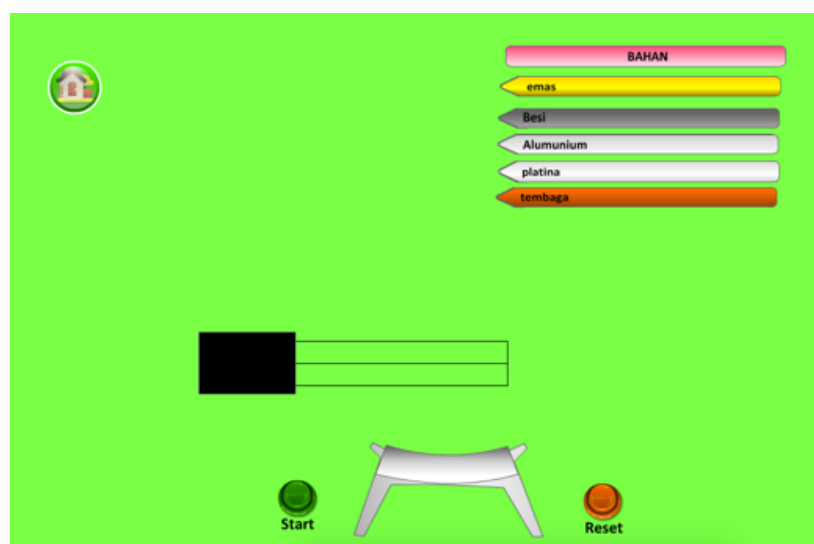 BAHAN
emas
Besi
Alumunium
platina
tembaga
Start
Reset